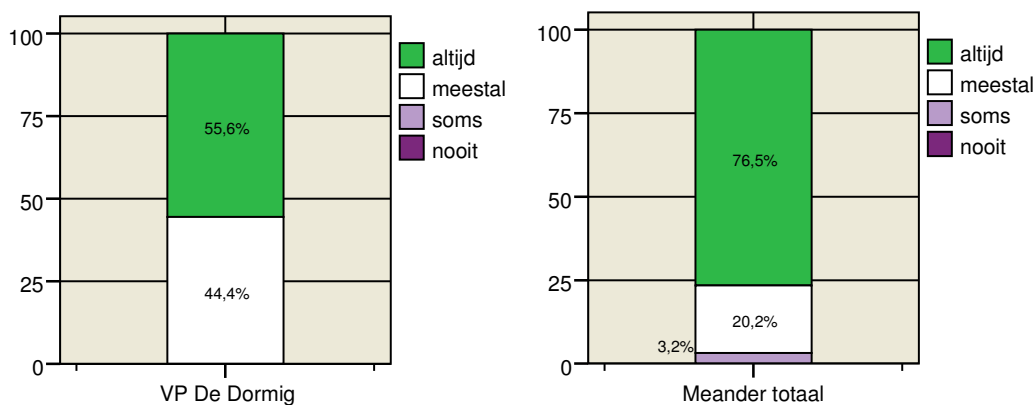 100
75
50
25
0
55,6%
44,4%
VP De Dormig
altijd
meestal
soms
nooit
100
75
50
25
0
76,5%
20,2%
3,2%
Meander totaal
altijd
meestal
soms
nooit